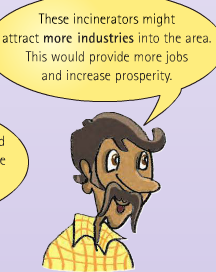 These incinerators might
attract more industries into the area.
This would provide more jobs
and increase prosperity.